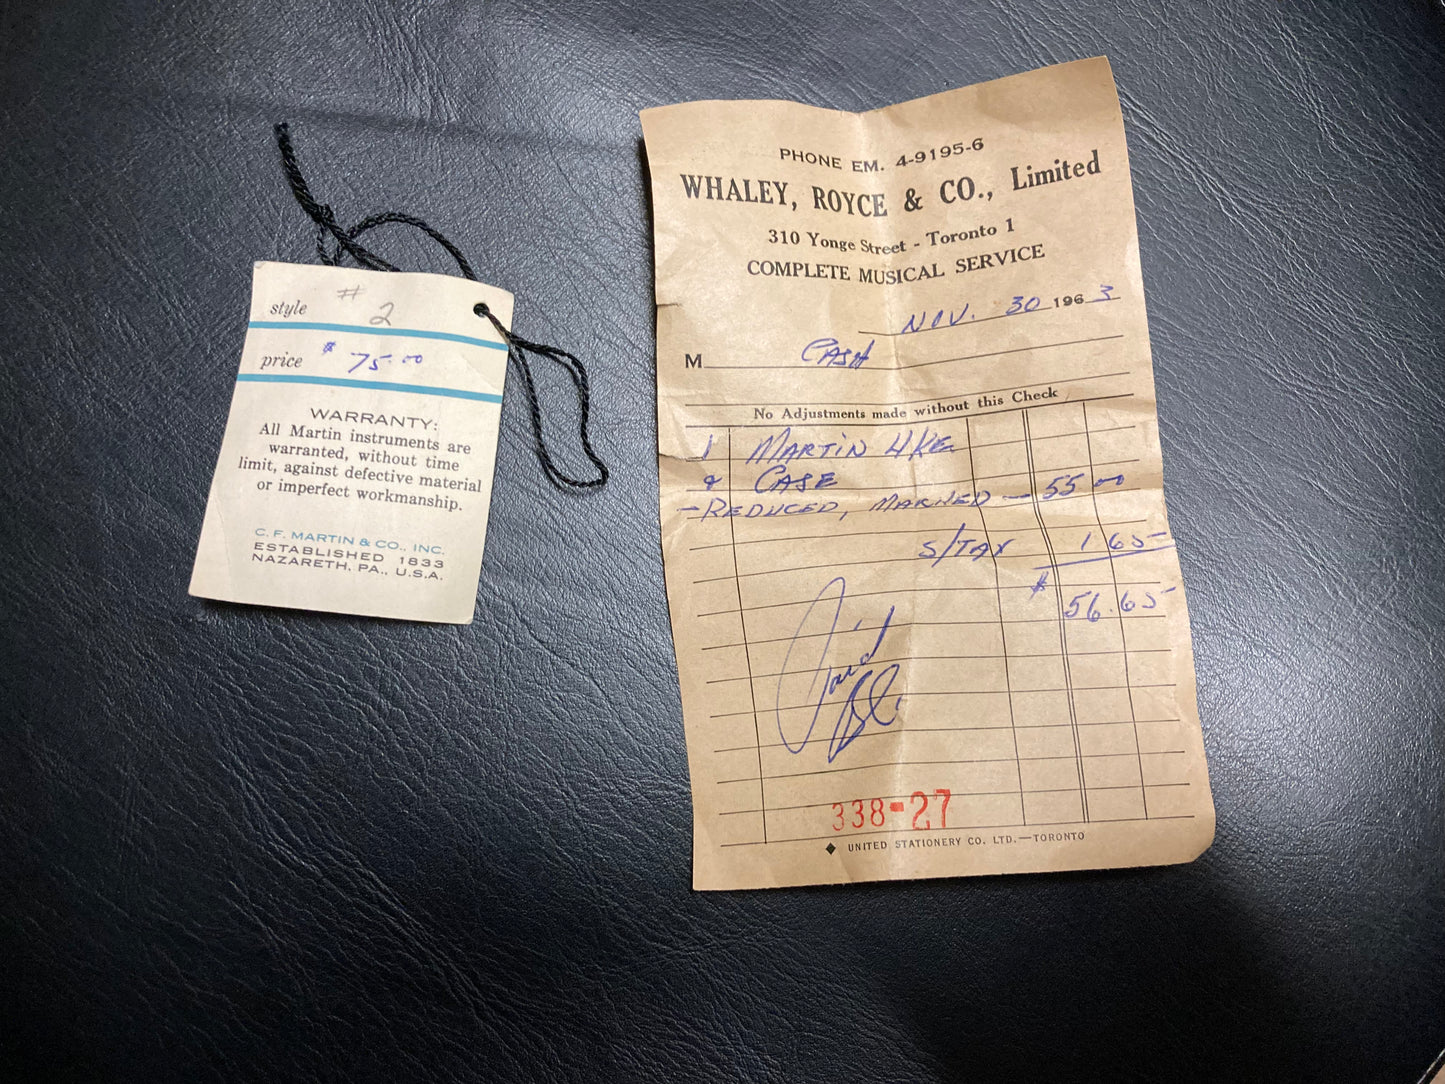 style # 2
price $ 75.00
WARRANTY:
All Martin instruments are
warranted, without time
limit, against defective material
or imperfect workmanship.
C. F. MARTIN & CO., INC.
ESTABLISHED 1833
NAZARETH, PA., U.S.A.
PHONE EM. 4-9195-6
WHALEY, ROYCE & CO., Limited
310 Yonge Street - Toronto 1
COMPLETE MUSICAL SERVICE
NOV. 30 1963
M CASH
No Adjustments made without this Check
1 MARTIN UKE
& CASE
- REDUCED, MARKED - 55 00
S/TAX 1 65
$ 56.65
Paid
338-27
◆ UNITED STATIONERY CO. LTD.—TORONTO